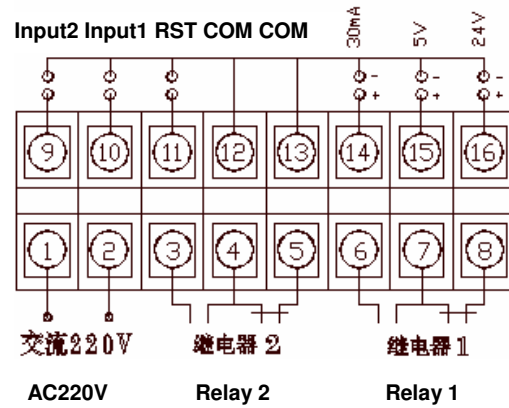 30mA 5V 24V
Input2 Input1 RST COM COM
- - -
+ + +
9 10 11 12 13 14 15 16
1 2 3 4 5 6 7 8
交流220V 继电器 2 继电器1
AC220V Relay 2 Relay 1